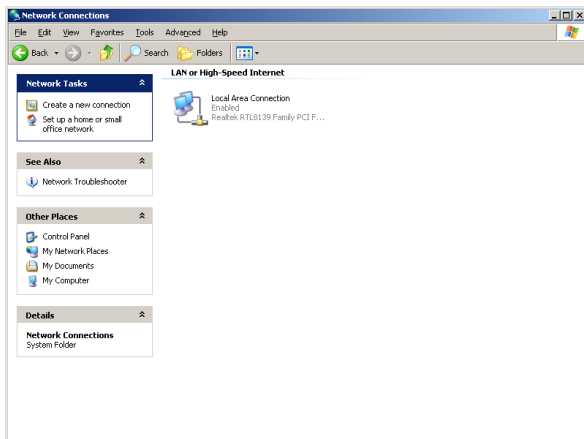 Network Connections
File Edit View Favorites Tools Advanced Help
Back Search Folders
Network Tasks
Create a new connection
Set up a home or small
office network
See Also
Network Troubleshooter
Other Places
Control Panel
My Network Places
My Documents
My Computer
Details
Network Connections
System Folder
LAN or High-Speed Internet
Local Area Connection
Enabled
Realtek RTL8139 Family PCI F...